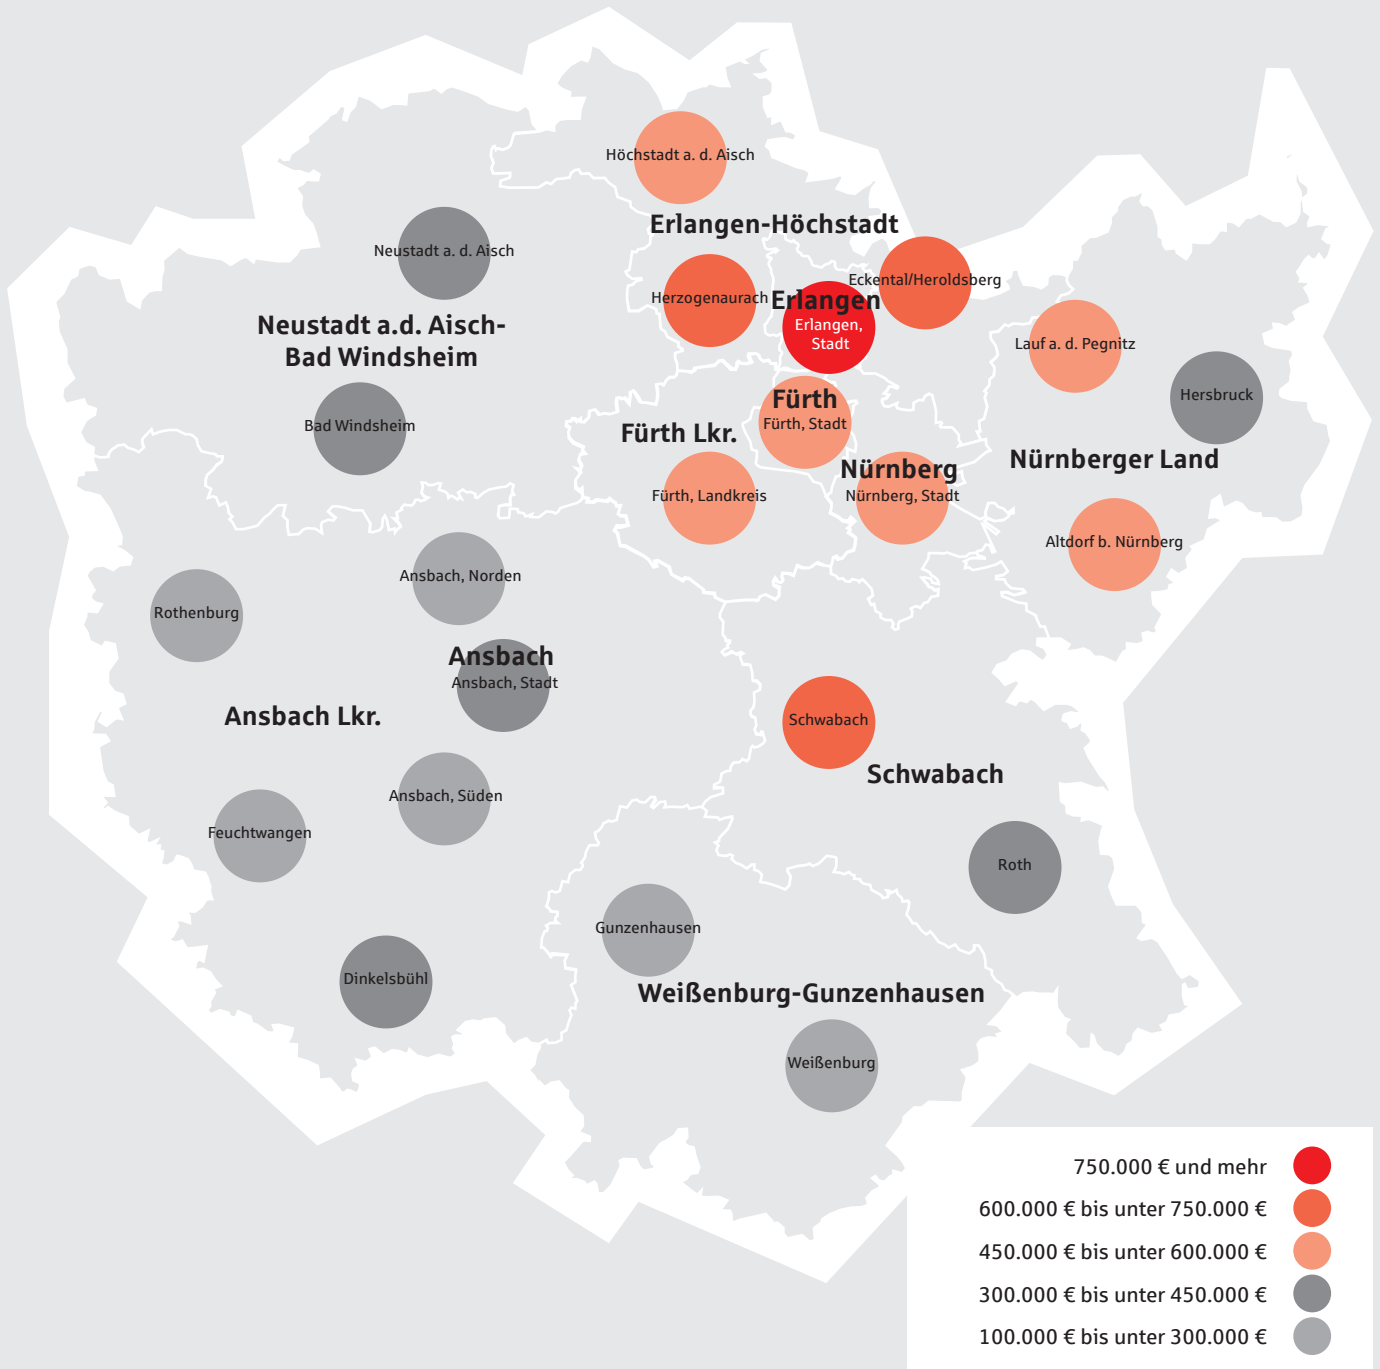 Höchstadt a. d. Aisch
Erlangen-Höchstadt
Neustadt a. d. Aisch
Eckental/Heroldsberg
Herzogenaurach
Erlangen
Erlangen,
Stadt
Neustadt a.d. Aisch-
Bad Windsheim
Lauf a. d. Pegnitz
Hersbruck
Fürth
Fürth, Stadt
Bad Windsheim
Fürth Lkr.
Nürnberger Land
Nürnberg
Nürnberg, Stadt
Fürth, Landkreis
Altdorf b. Nürnberg
Ansbach, Norden
Rothenburg
Ansbach
Ansbach, Stadt
Ansbach Lkr.
Schwabach
Schwabach
Ansbach, Süden
Feuchtwangen
Roth
Gunzenhausen
Dinkelsbühl
Weißenburg-Gunzenhausen
Weißenburg
750.000 € und mehr
600.000 € bis unter 750.000 €
450.000 € bis unter 600.000 €
300.000 € bis unter 450.000 €
100.000 € bis unter 300.000 €